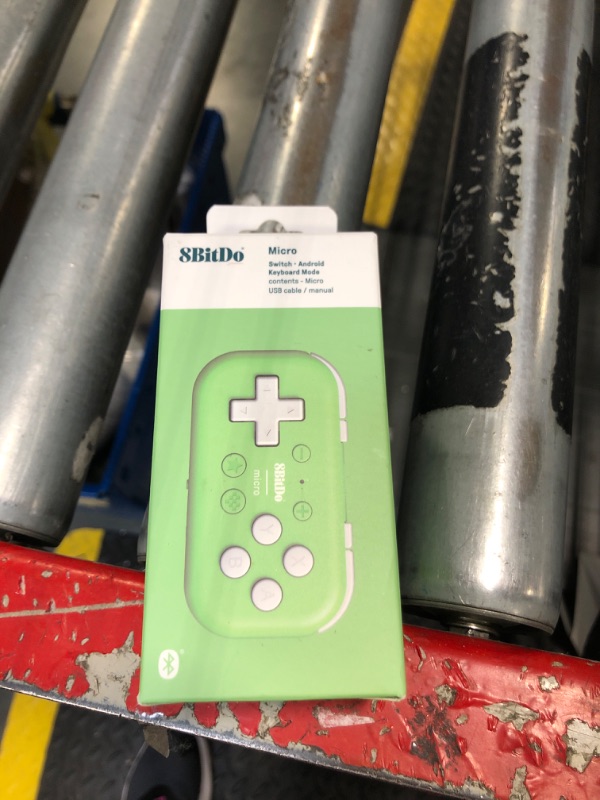 8BitDo
Micro
Switch · Android
Keyboard Mode
contents - Micro
USB cable / manual
8BitDo
micro
Y
B
X
A